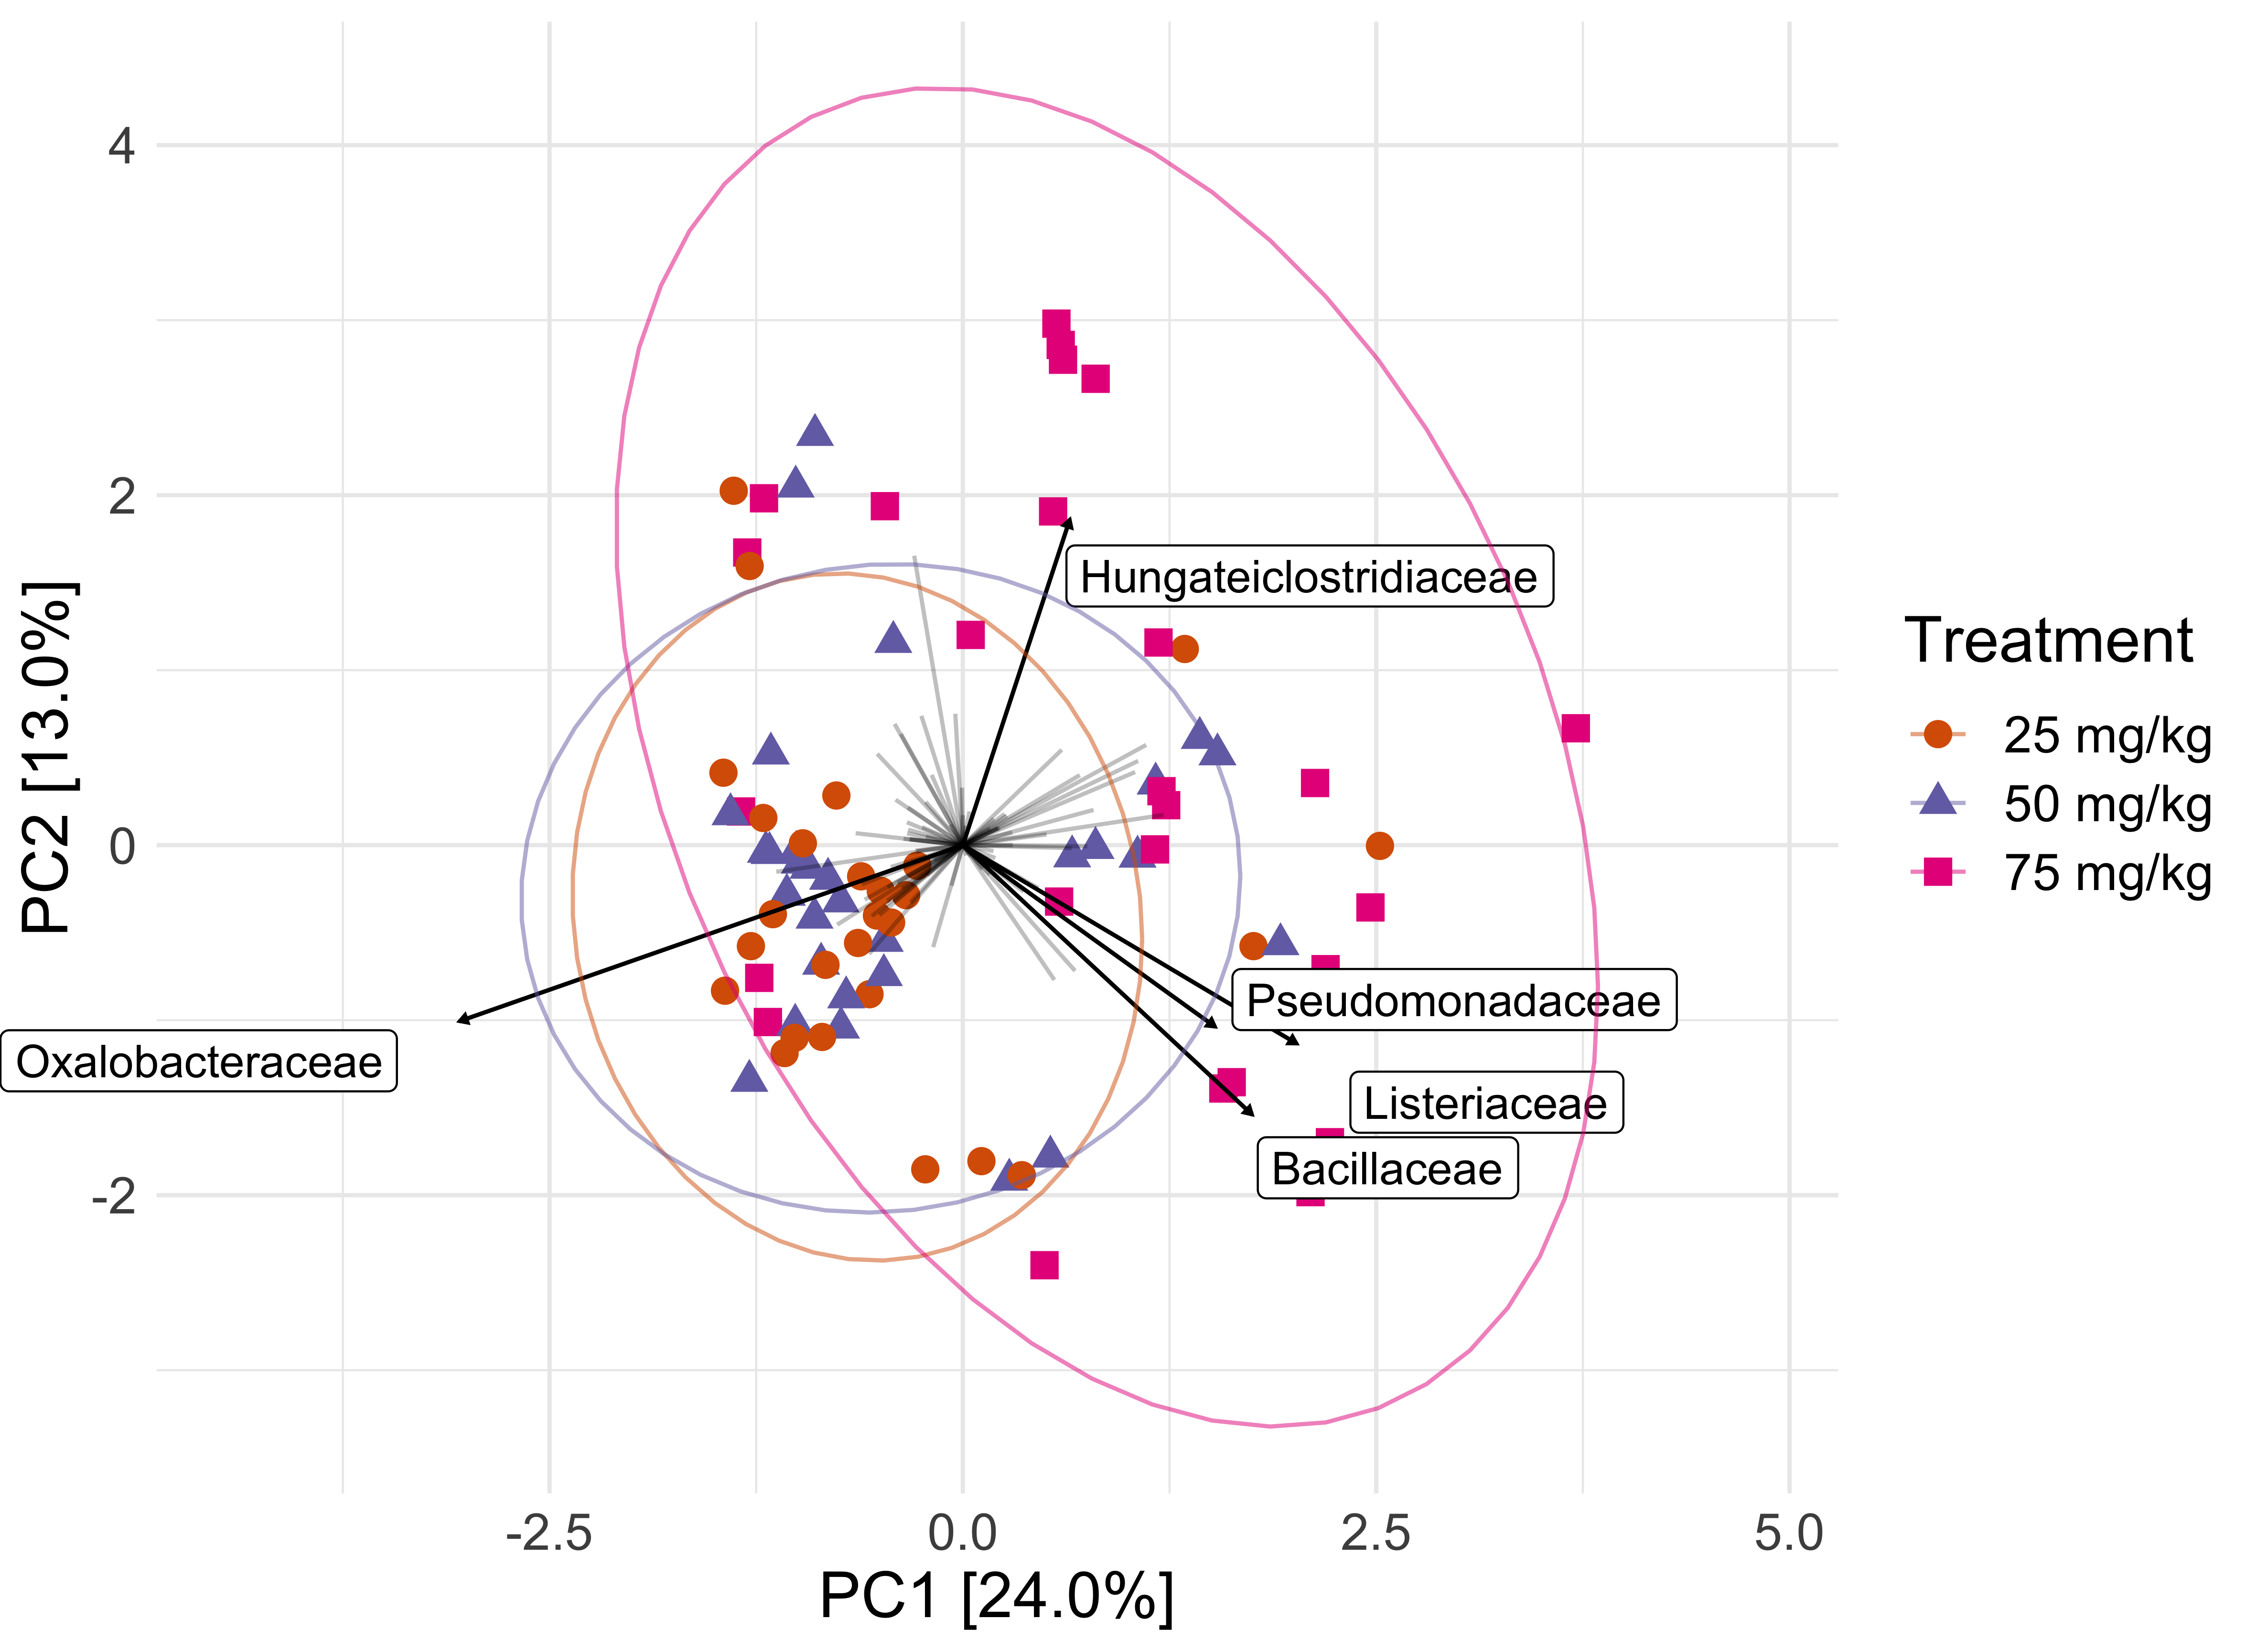 4
2
0
-2
PC2 [13.0%]
Hungateiclostridiaceae
Pseudomonadaceae
Oxalobacteraceae
Listeriaceae
Bacillaceae
-2.5
0.0
2.5
5.0
PC1 [24.0%]
Treatment
25 mg/kg
50 mg/kg
75 mg/kg